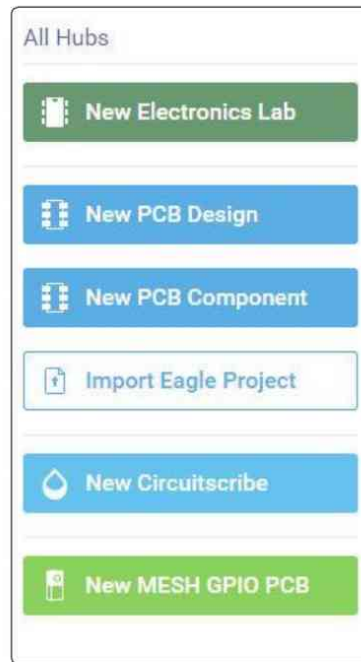 All Hubs
New Electronics Lab
New PCB Design
New PCB Component
Import Eagle Project
New Circuitscribe
New MESH GPIO PCB